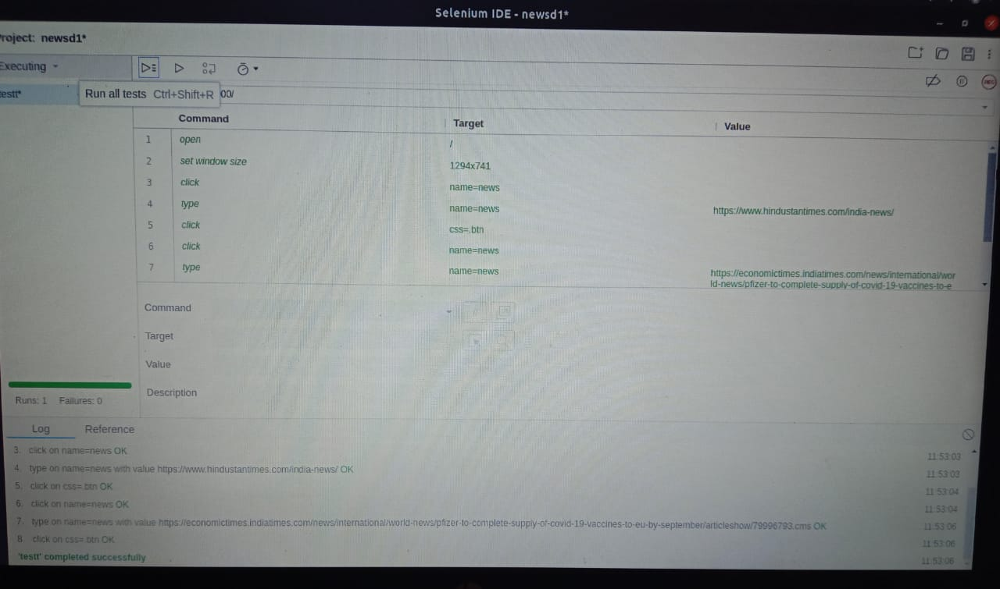 Selenium IDE - newsd1*
Project: newsd1*
Executing
testt*
Run all tests Ctrl+Shift+R
00/
Command Target Value
1 open /
2 set window size 1294x741
3 click name=news
4 type name=news https://www.hindustantimes.com/india-news/
5 click css=.btn
6 click name=news
7 type name=news https://economictimes.indiatimes.com/news/international/wor
ld-news/pfizer-to-complete-supply-of-covid-19-vaccines-to-e
Command
//
Target
Value
Description
Runs: 1 Failures: 0
Log Reference
3. click on name=news OK 11:53:03
4. type on name=news with value https://www.hindustantimes.com/india-news/ OK 11:53:03
5. click on css=.btn OK 11:53:04
6. click on name=news OK 11:53:04
7. type on name=news with value https://economictimes.indiatimes.com/news/international/world-news/pfizer-to-complete-supply-of-covid-19-vaccines-to-eu-by-september/articleshow/79996793.cms OK 11:53:06
8. click on css=.btn OK 11:53:06
'testt' completed successfully 11:53:06